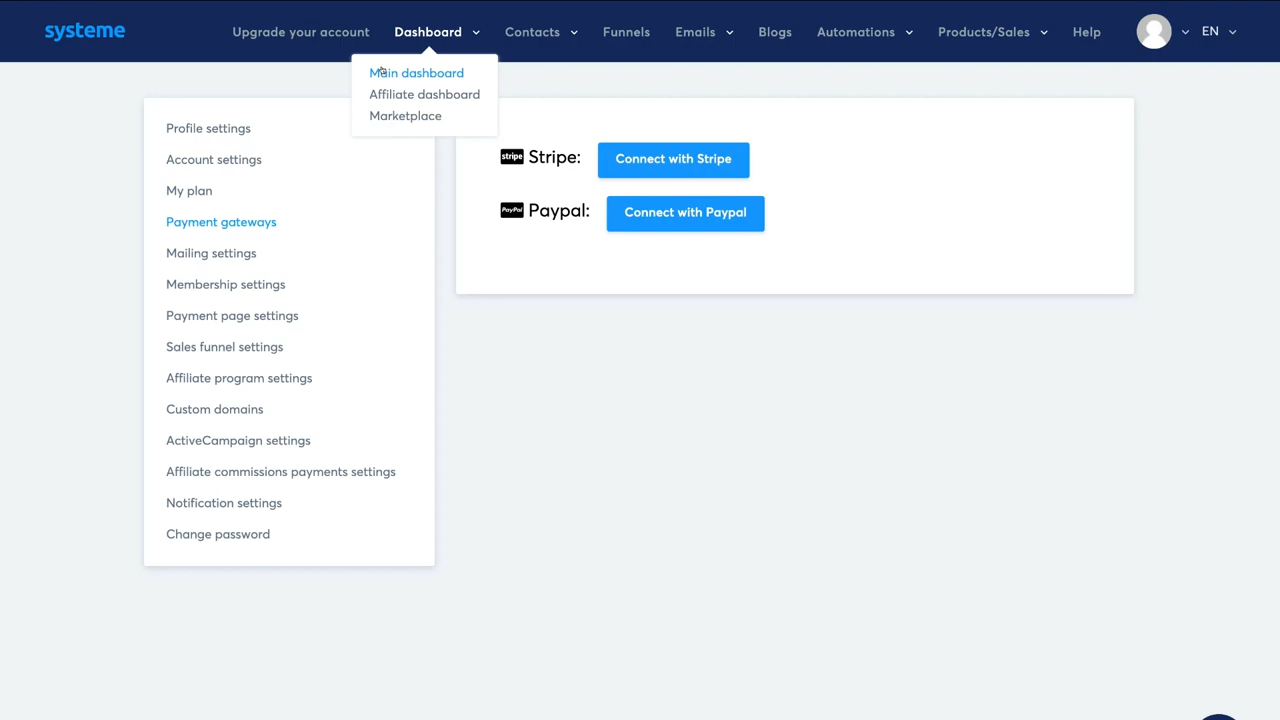 systeme
Upgrade your account
Dashboard
Contacts
Funnels
Emails
Blogs
Automations
Products/Sales
Help
EN
Main dashboard
Affiliate dashboard
Marketplace
Profile settings
Account settings
My plan
Payment gateways
Mailing settings
Membership settings
Payment page settings
Sales funnel settings
Affiliate program settings
Custom domains
ActiveCampaign settings
Affiliate commissions payments settings
Notification settings
Change password
stripe Stripe: Connect with Stripe
PayPal Paypal: Connect with Paypal